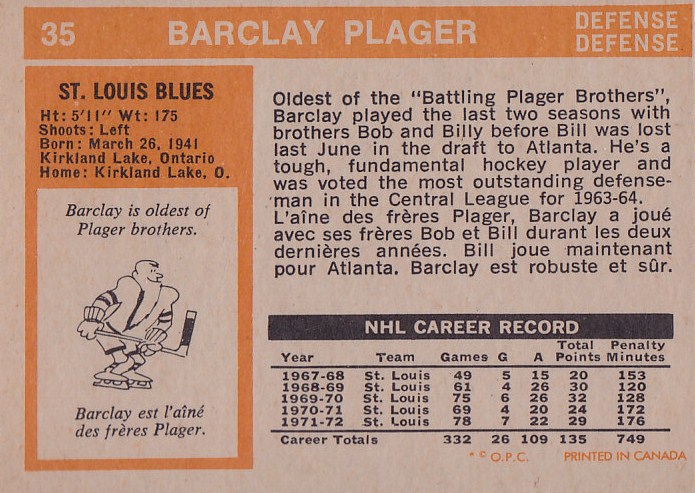 35 BARCLAY PLAGER DEFENSE
DEFENSE
ST. LOUIS BLUES
Ht: 5'11" Wt: 175
Shoots: Left
Born: March 26, 1941
Kirkland Lake, Ontario
Home: Kirkland Lake, O.
Barclay is oldest of
Plager brothers.
Barclay est l'aîné
des frères Plager.
Oldest of the "Battling Plager Brothers",
Barclay played the last two seasons with
brothers Bob and Billy before Bill was lost
last June in the draft to Atlanta. He's a
tough, fundamental hockey player and
was voted the most outstanding defense-
man in the Central League for 1963-64.
L'aîne des frères Plager, Barclay a joué
avec ses frères Bob et Bill durant les deux
dernières années. Bill joue maintenant
pour Atlanta. Barclay est robuste et sûr.
NHL CAREER RECORD
Year Team Games G A Total Points Penalty Minutes
1967-68 St. Louis 49 5 15 20 153
1968-69 St. Louis 61 4 26 30 120
1969-70 St. Louis 75 6 26 32 128
1970-71 St. Louis 69 4 20 24 172
1971-72 St. Louis 78 7 22 29 176
Career Totals 332 26 109 135 749
* © O.P.C. PRINTED IN CANADA